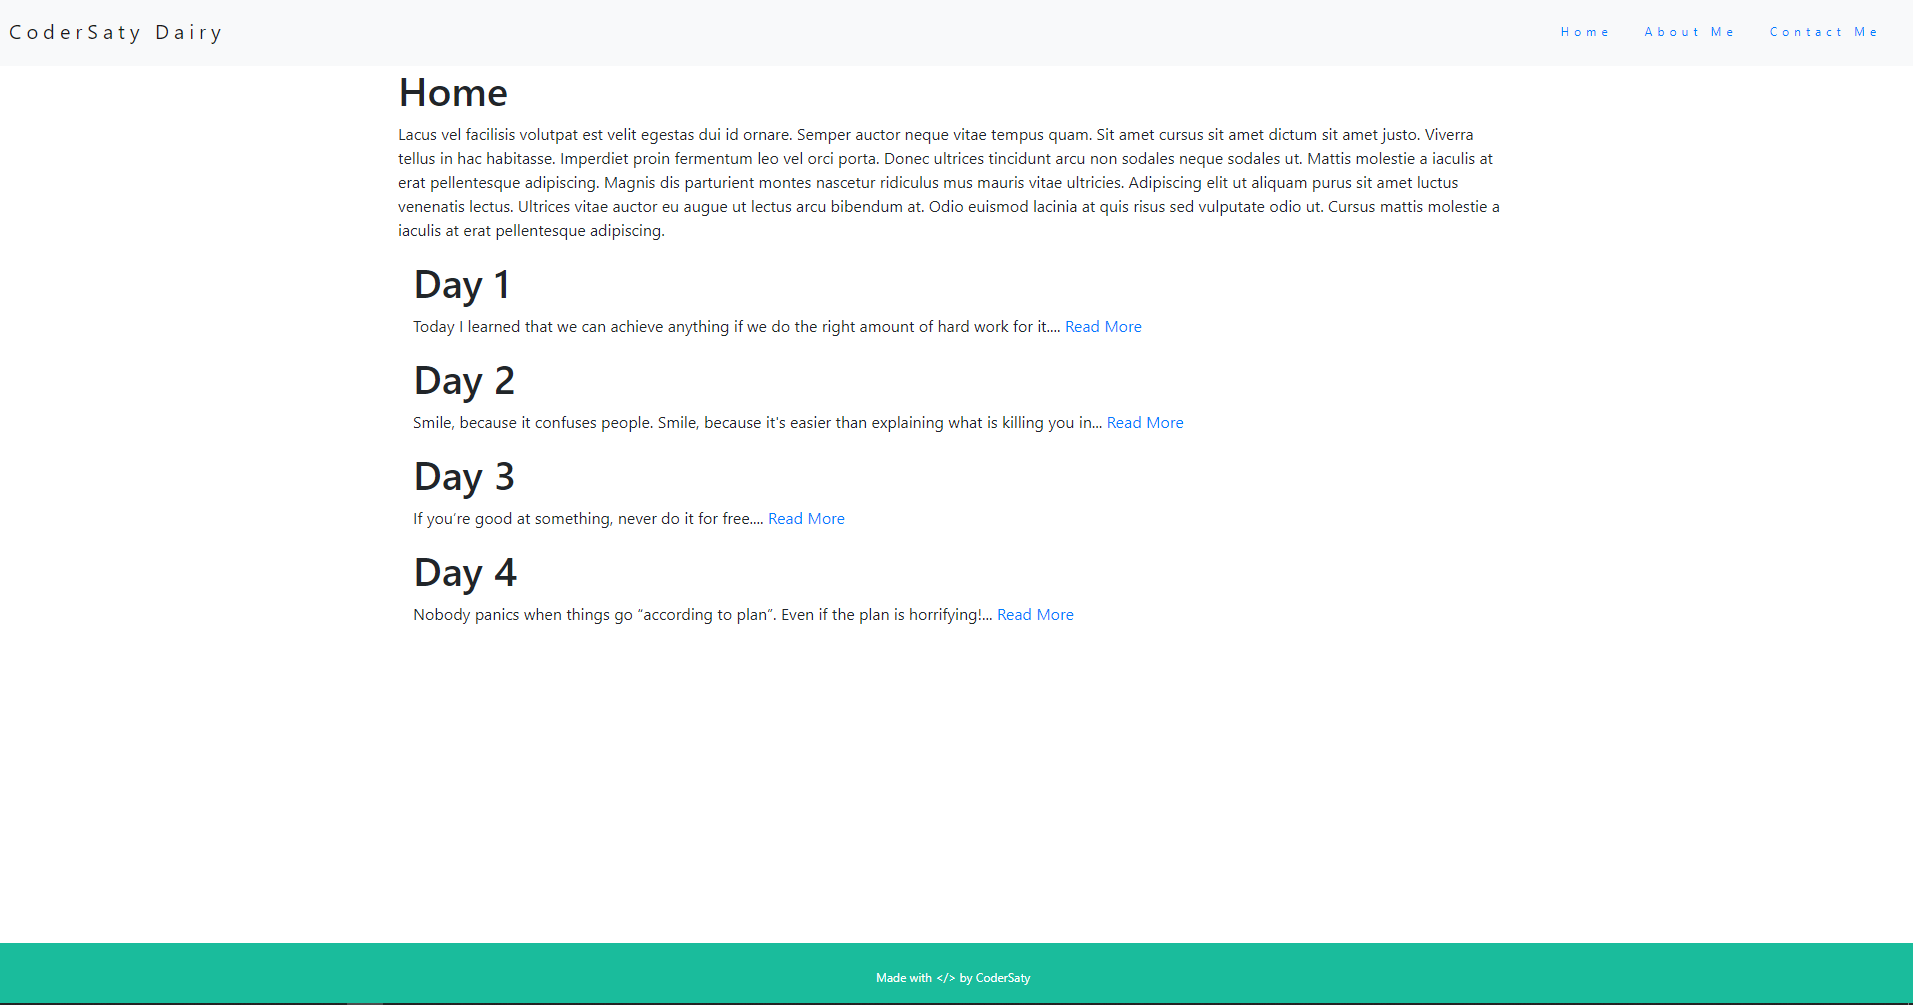 CoderSaty Dairy
Home
About Me
Contact Me
Home
Lacus vel facilisis volutpat est velit egestas dui id ornare. Semper auctor neque vitae tempus quam. Sit amet cursus sit amet dictum sit amet justo. Viverra
tellus in hac habitasse. Imperdiet proin fermentum leo vel orci porta. Donec ultrices tincidunt arcu non sodales neque sodales ut. Mattis molestie a iaculis at
erat pellentesque adipiscing. Magnis dis parturient montes nascetur ridiculus mus mauris vitae ultricies. Adipiscing elit ut aliquam purus sit amet luctus
venenatis lectus. Ultrices vitae auctor eu augue ut lectus arcu bibendum at. Odio euismod lacinia at quis risus sed vulputate odio ut. Cursus mattis molestie a
iaculis at erat pellentesque adipiscing.
Day 1
Today I learned that we can achieve anything if we do the right amount of hard work for it.... Read More
Day 2
Smile, because it confuses people. Smile, because it's easier than explaining what is killing you in... Read More
Day 3
If you’re good at something, never do it for free.... Read More
Day 4
Nobody panics when things go “according to plan”. Even if the plan is horrifying!... Read More
Made with </> by CoderSaty